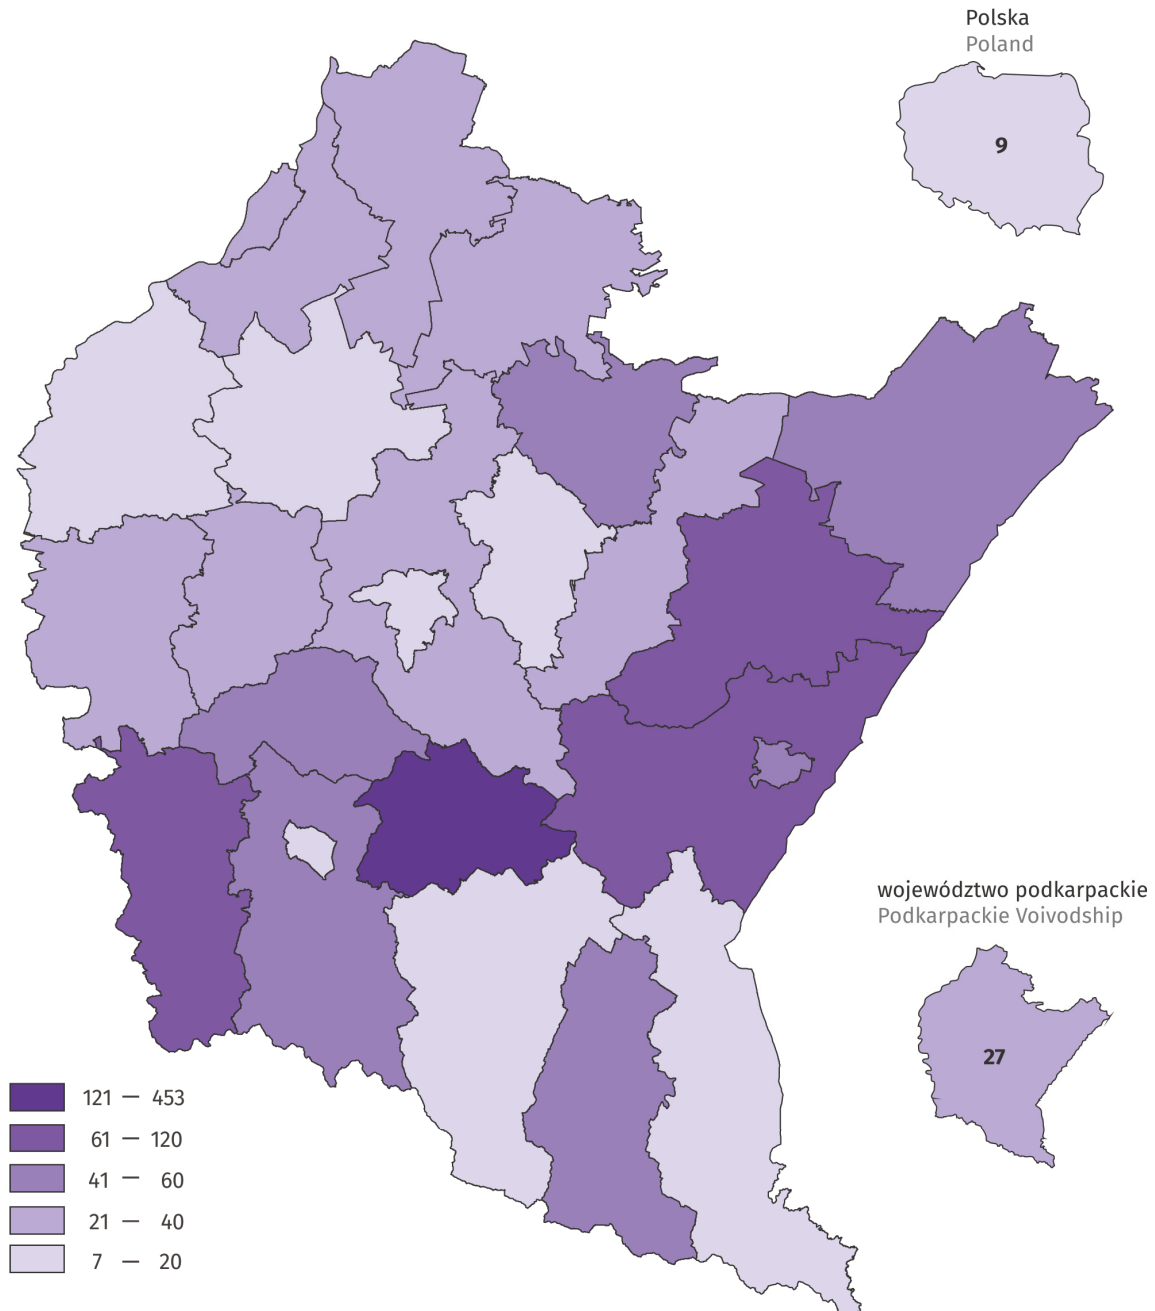 Polska
Poland
9
województwo podkarpackie
Podkarpackie Voivodship
27
121 — 453
61 — 120
41 — 60
21 — 40
7 — 20